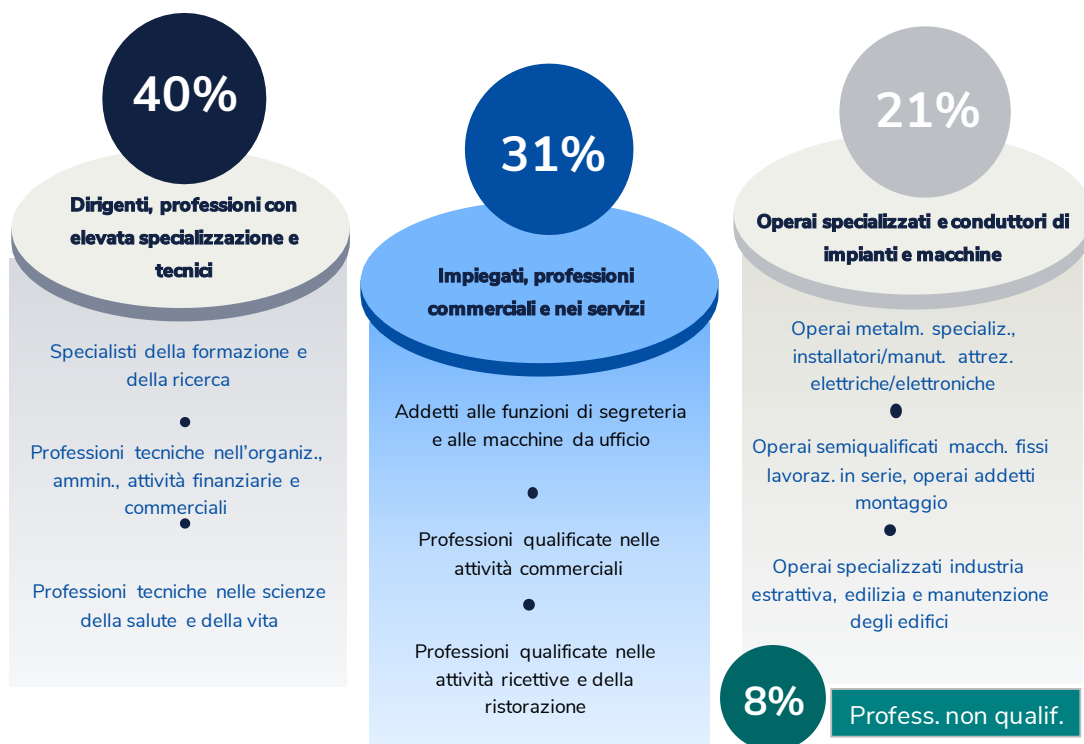 40%
Dirigenti, professioni con
elevata specializzazione e
tecnici
Specialisti della formazione e
della ricerca
Professioni tecniche nell'organiz.,
ammin., attività finanziarie e
commerciali
Professioni tecniche nelle scienze
della salute e della vita
31%
Impiegati, professioni
commerciali e nei servizi
Addetti alle funzioni di segreteria
e alle macchine da ufficio
Professioni qualificate nelle
attività commerciali
Professioni qualificate nelle
attività ricettive e della
ristorazione
21%
Operai specializzati e conduttori di
impianti e macchine
Operai metalm. specializ.,
installatori/manut. attrez.
elettriche/elettroniche
Operai semiqualificati macch. fissi
lavoraz. in serie, operai addetti
montaggio
Operai specializzati industria
estrattiva, edilizia e manutenzione
degli edifici
8%
Profess. non qualif.